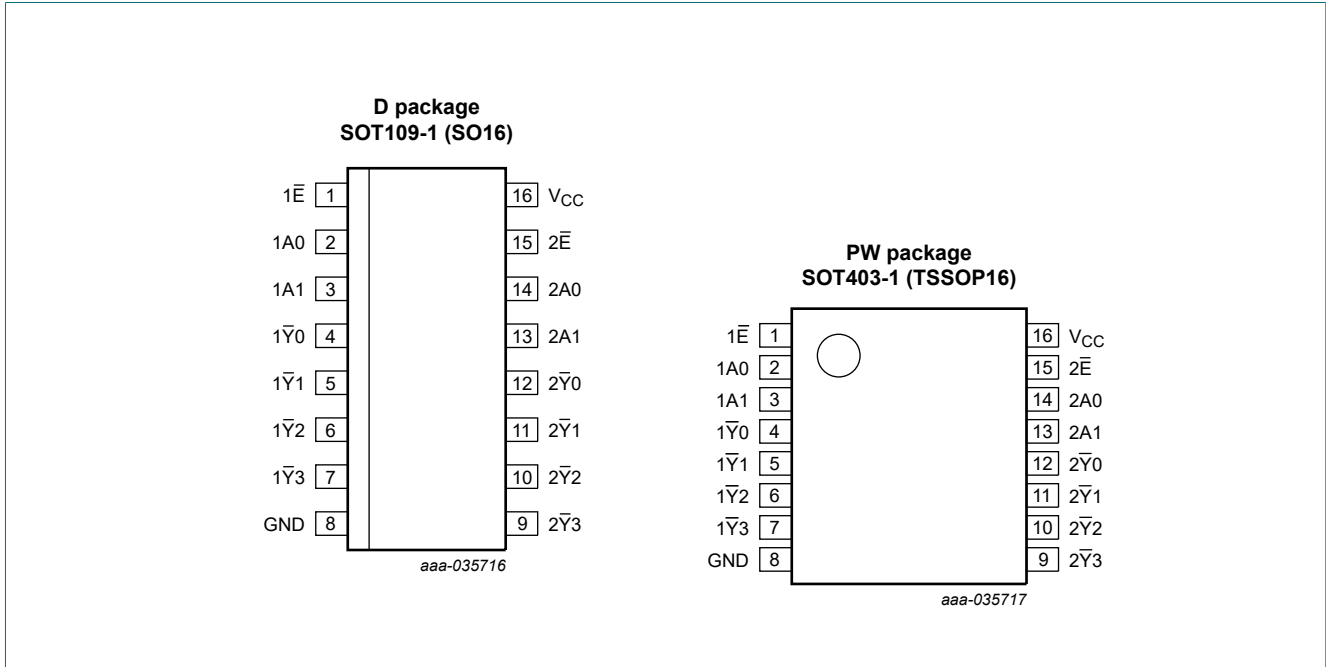 D package
SOT109-1 (SO16)
1E̅ 1 16 VCC
1A0 2 15 2E̅
1A1 3 14 2A0
1Y̅0 4 13 2A1
1Y̅1 5 12 2Y̅0
1Y̅2 6 11 2Y̅1
1Y̅3 7 10 2Y̅2
GND 8 9 2Y̅3
aaa-035716
PW package
SOT403-1 (TSSOP16)
1E̅ 1 16 VCC
1A0 2 15 2E̅
1A1 3 14 2A0
1Y̅0 4 13 2A1
1Y̅1 5 12 2Y̅0
1Y̅2 6 11 2Y̅1
1Y̅3 7 10 2Y̅2
GND 8 9 2Y̅3
aaa-035717